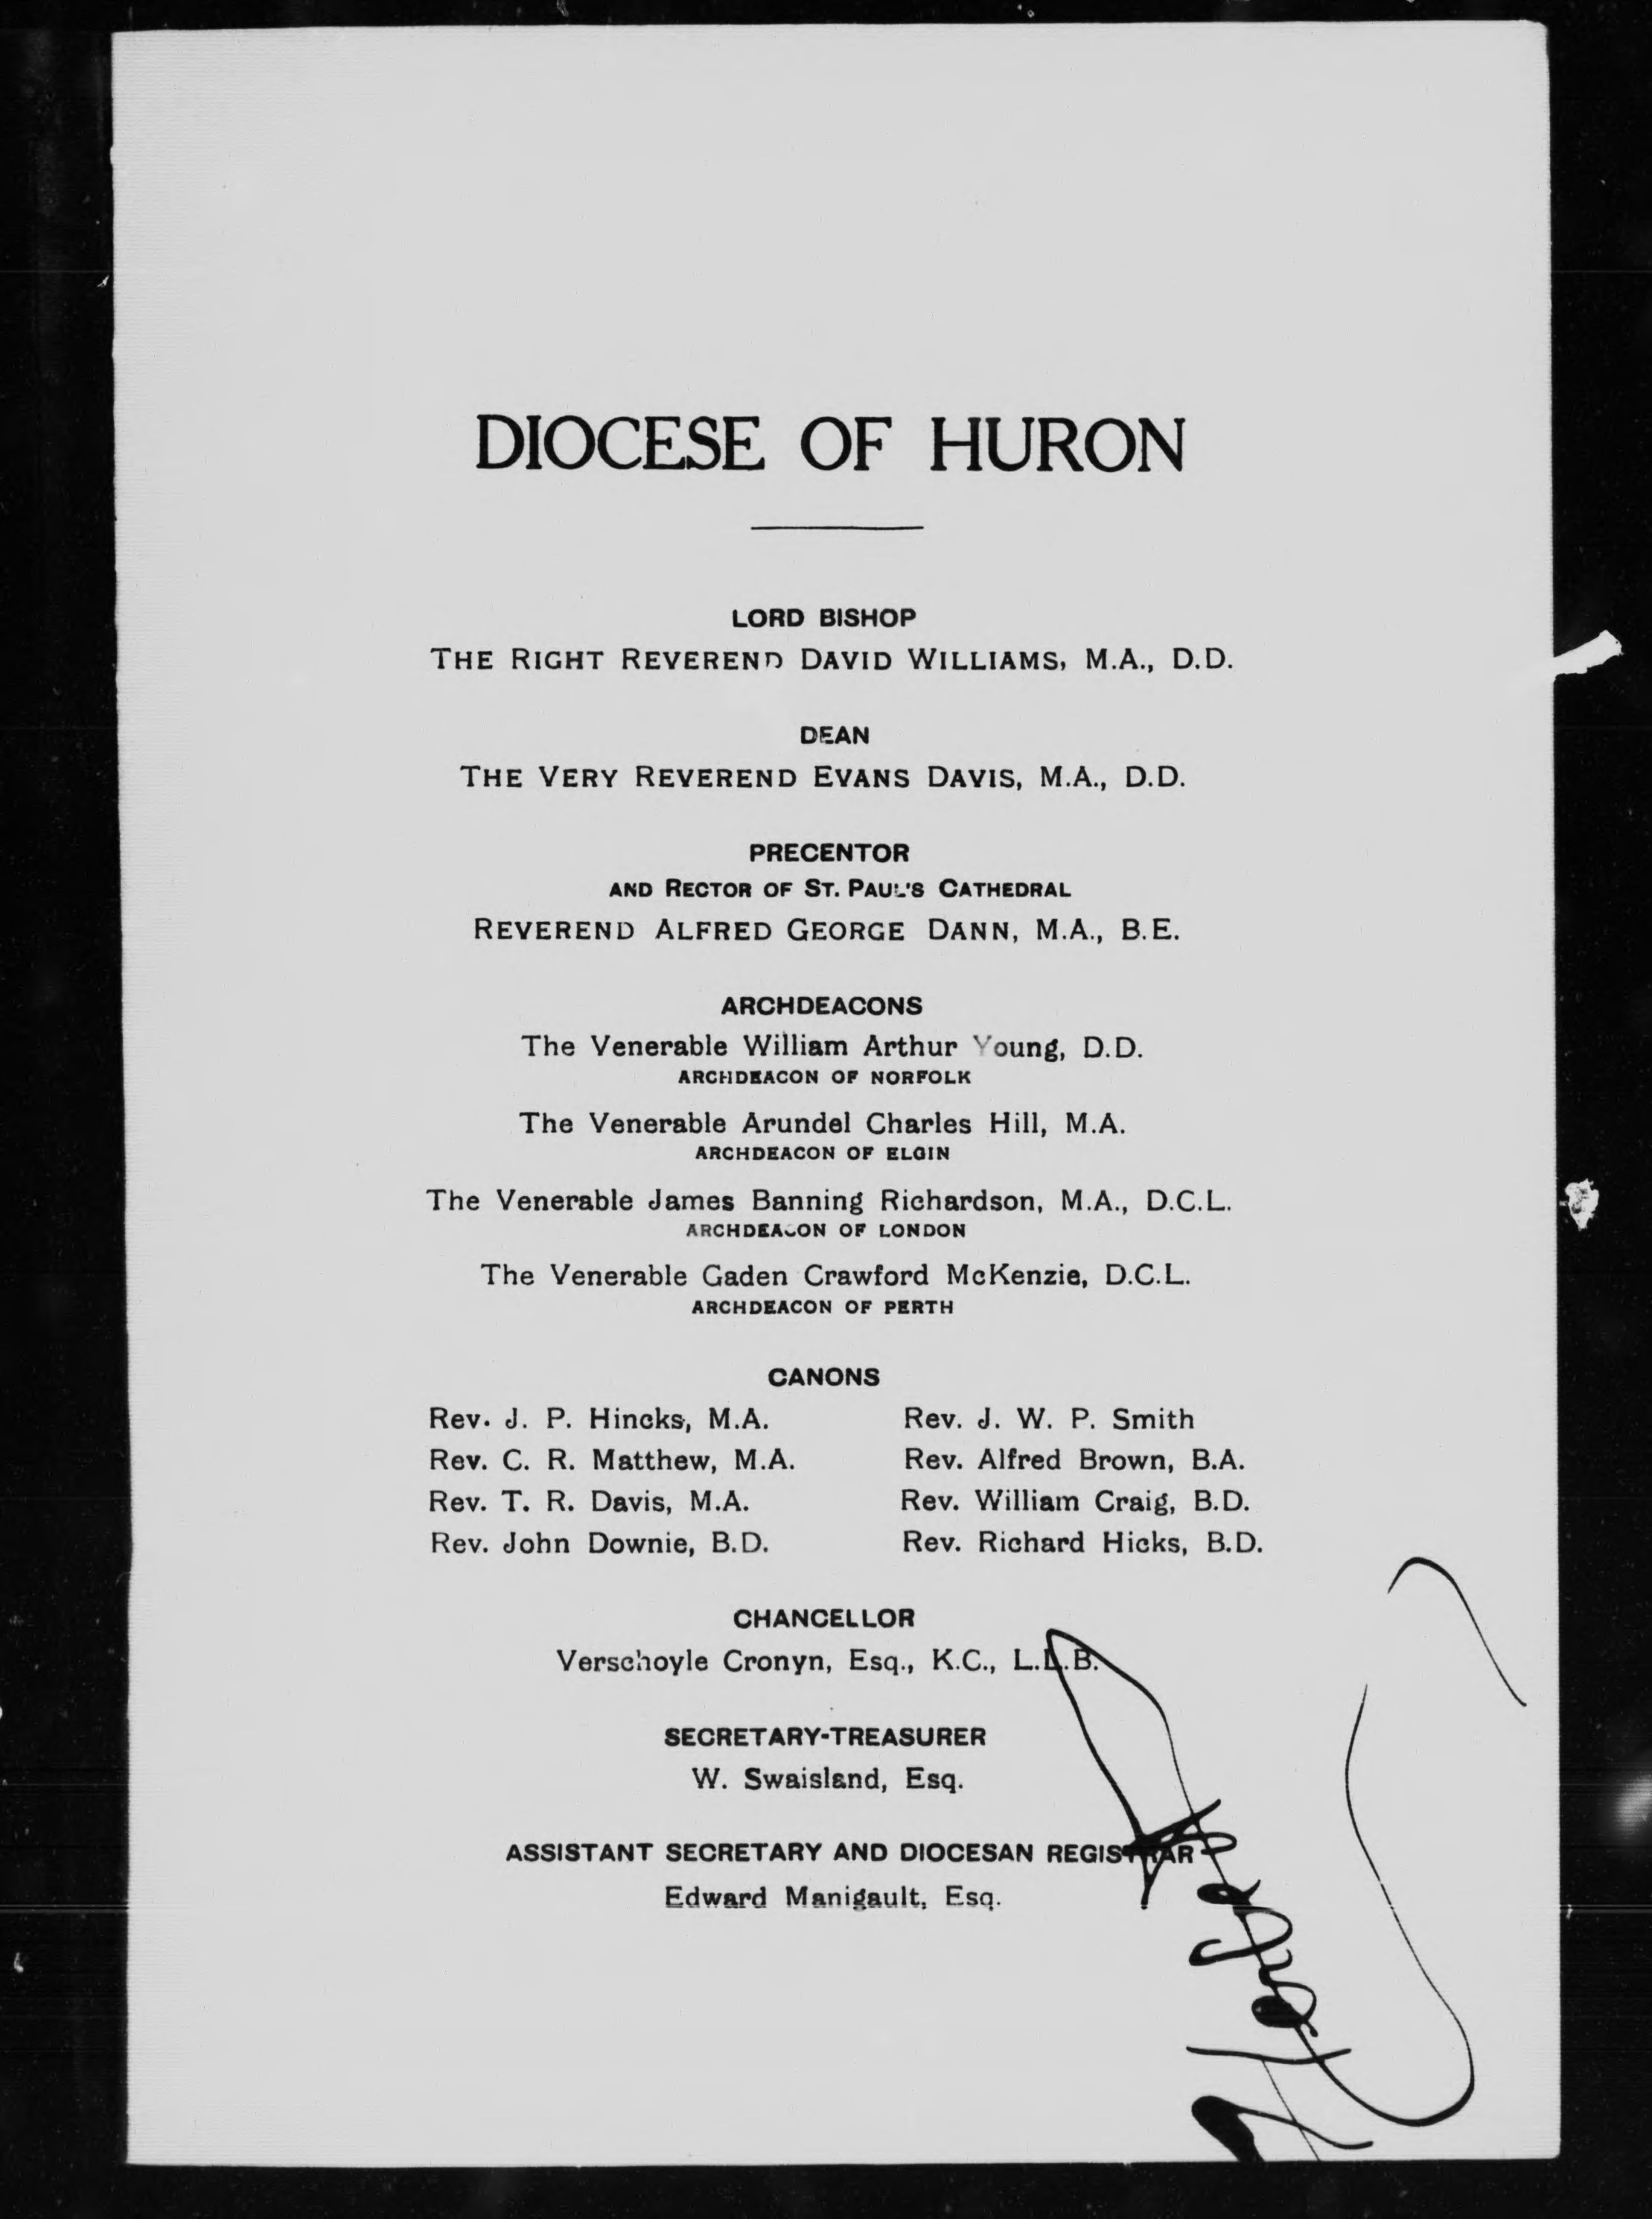 DIOCESE OF HURON
LORD BISHOP
THE RIGHT REVEREND DAVID WILLIAMS, M.A., D.D.
DEAN
THE VERY REVEREND EVANS DAVIS, M.A., D.D.
PRECENTOR
AND RECTOR OF ST. PAUL'S CATHEDRAL
REVEREND ALFRED GEORGE DANN, M.A., B.E.
ARCHDEACONS
The Venerable William Arthur Young, D.D.
ARCHDEACON OF NORFOLK
The Venerable Arundel Charles Hill, M.A.
ARCHDEACON OF ELGIN
The Venerable James Banning Richardson, M.A., D.C.L.
ARCHDEACON OF LONDON
The Venerable Gaden Crawford McKenzie, D.C.L.
ARCHDEACON OF PERTH
CANONS
Rev. J. P. Hincks, M.A.
Rev. C. R. Matthew, M.A.
Rev. T. R. Davis, M.A.
Rev. John Downie, B.D.
Rev. J. W. P. Smith
Rev. Alfred Brown, B.A.
Rev. William Craig, B.D.
Rev. Richard Hicks, B.D.
CHANCELLOR
Verschoyle Cronyn, Esq., K.C., L.L.B.
SECRETARY-TREASURER
W. Swaisland, Esq.
ASSISTANT SECRETARY AND DIOCESAN REGISTRAR
Edward Manigault, Esq.